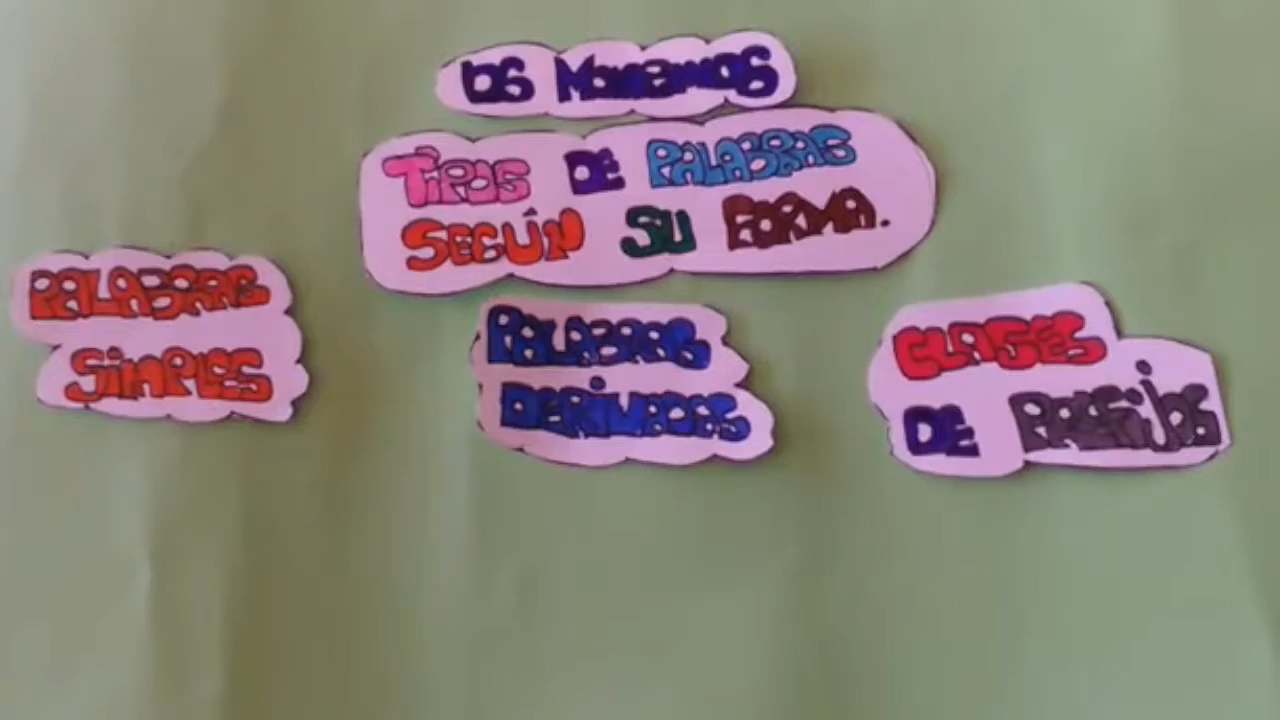 LOS MONEMAS
TIPOS DE PALABRAS
SEGÚN SU FORMA.
PALABRAS
SiMPLES
PALABRAS
DERiVADAS
CLASES
DE PREFijOS